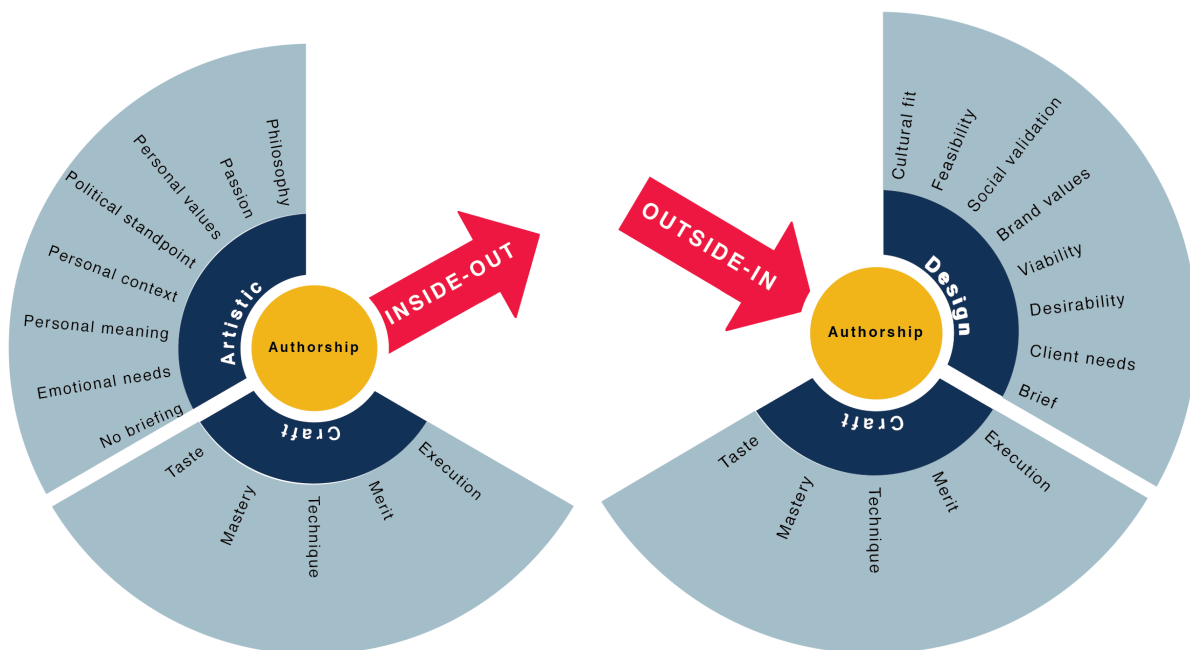 Philosophy
Passion
Personal values
Political standpoint
Personal context
Personal meaning
Emotional needs
No briefing
Artistic
Authorship
INSIDE-OUT
Craft
Taste
Mastery
Technique
Merit
Execution
OUTSIDE-IN
Cultural fit
Feasibility
Social validation
Brand values
Viability
Desirability
Client needs
Brief
Design
Authorship
Craft
Taste
Mastery
Technique
Merit
Execution